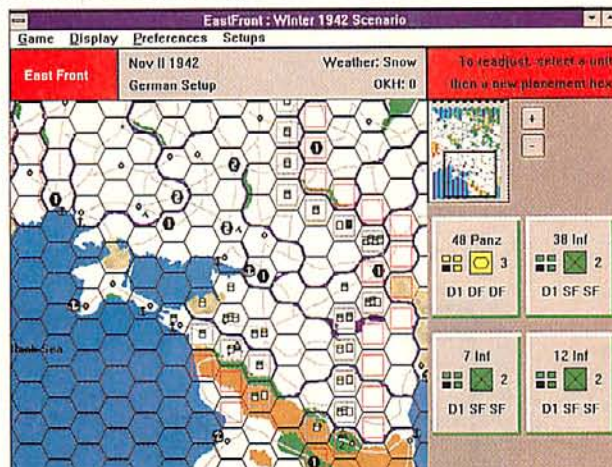 EastFront : Winter 1942 Scenario
Game Display Preferences Setups
East Front
Nov II 1942
Weather: Snow
German Setup
OKH: 0
To readjust, select a unit
then a new placement hex
+
-
48 Panz
3
D1 DF DF
38 Inf
2
D1 SF SF
7 Inf
2
D1 SF SF
12 Inf
2
D1 SF SF
Sea